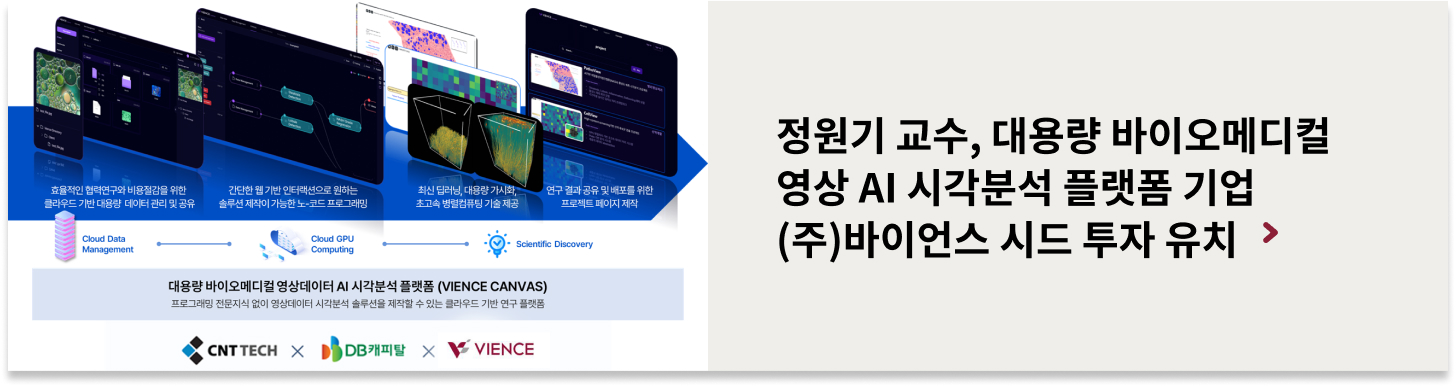 project
PathoView
CellView
효율적인 협력연구와 비용절감을 위한
클라우드 기반 대용량 데이터 관리 및 공유
간단한 웹 기반 인터랙션으로 원하는
솔루션 제작이 가능한 노-코드 프로그래밍
최신 딥러닝, 대용량 가시화,
초고속 병렬컴퓨팅 기술 제공
연구 결과 공유 및 배포를 위한
프로젝트 페이지 제작
Cloud Data
Management
Cloud GPU
Computing
Scientific Discovery
대용량 바이오메디컬 영상데이터 AI 시각분석 플랫폼 (VIENCE CANVAS)
프로그래밍 전문지식 없이 영상데이터 시각분석 솔루션을 제작할 수 있는 클라우드 기반 연구 플랫폼
CNT TECH × DB캐피탈 × VIENCE
정원기 교수, 대용량 바이오메디컬
영상 AI 시각분석 플랫폼 기업
(주)바이언스 시드 투자 유치